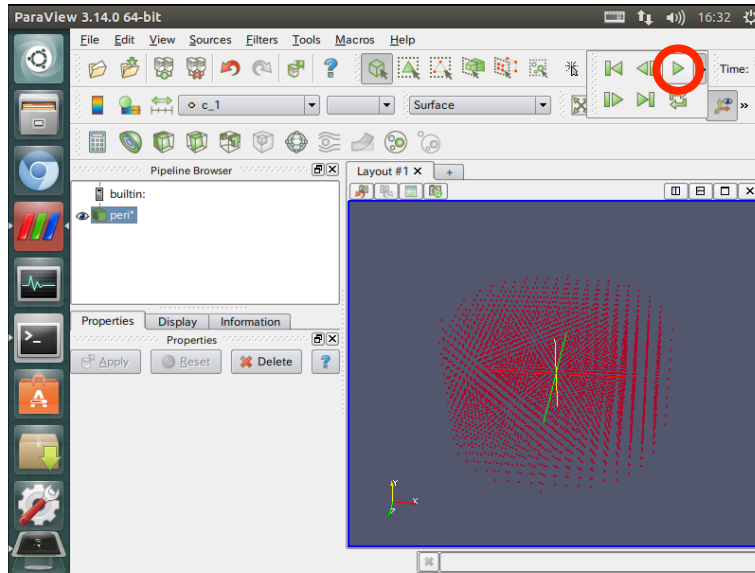 ParaView 3.14.0 64-bit 16:32
File Edit View Sources Filters Tools Macros Help
Time:
c_1 Surface
»
Pipeline Browser
Layout #1 × +
builtin:
peri*
Properties Display Information
Properties
Apply Reset Delete ?
Y
X
Z